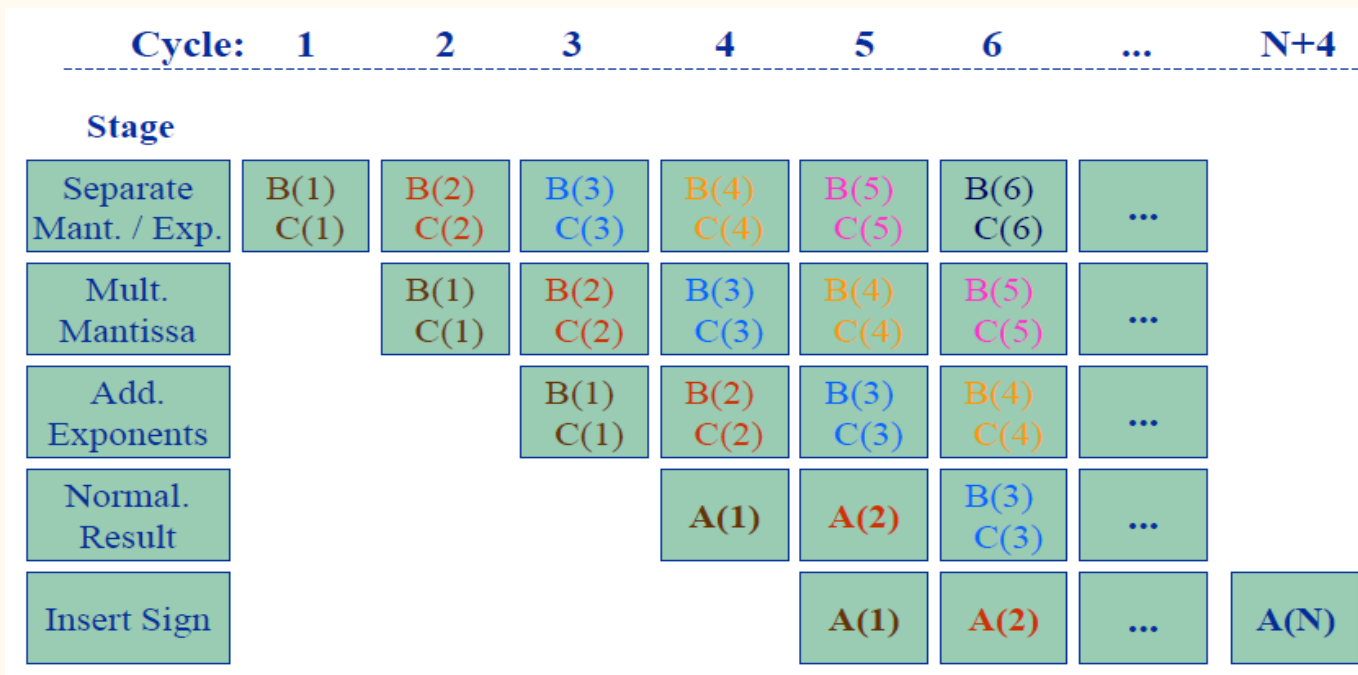 Cycle: 1 2 3 4 5 6 ... N+4
Stage
Separate B(1) B(2) B(3) B(4) B(5) B(6) ...
Mant. / Exp. C(1) C(2) C(3) C(4) C(5) C(6)
Mult. B(1) B(2) B(3) B(4) B(5) ...
Mantissa C(1) C(2) C(3) C(4) C(5)
Add. B(1) B(2) B(3) B(4) ...
Exponents C(1) C(2) C(3) C(4)
Normal. A(1) A(2) B(3) ...
Result C(3)
Insert Sign A(1) A(2) ... A(N)